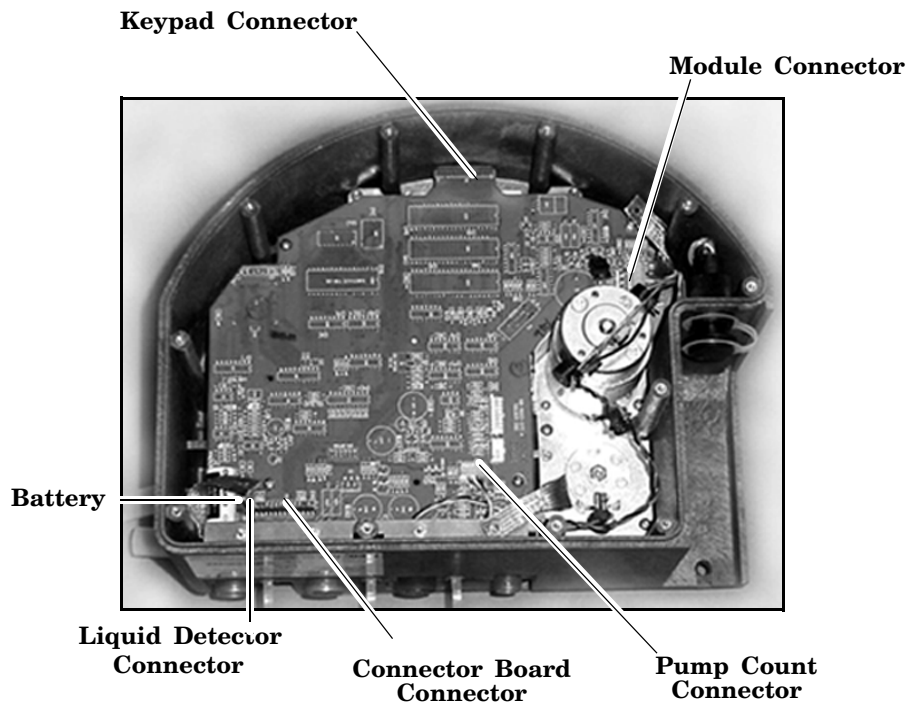 Keypad Connector
Module Connector
Battery
Liquid Detector
Connector
Connector Board
Connector
Pump Count
Connector